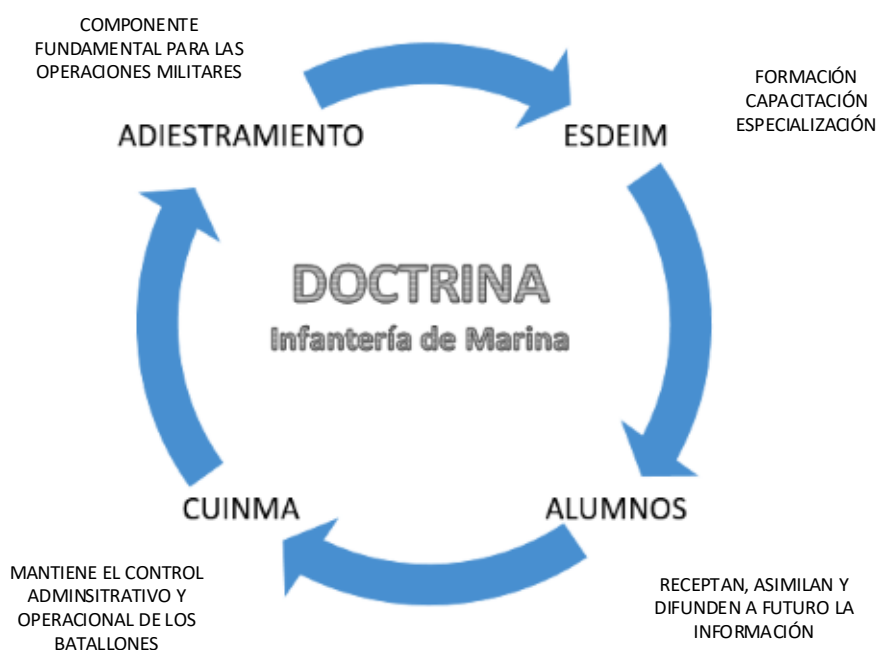 COMPONENTE
FUNDAMENTAL PARA LAS
OPERACIONES MILITARES
ADIESTRAMIENTO
ESDEIM
FORMACIÓN
CAPACITACIÓN
ESPECIALIZACIÓN
DOCTRINA
Infantería de Marina
CUINMA
ALUMNOS
MANTIENE EL CONTROL
ADMINSITRATIVO Y
OPERACIONAL DE LOS
BATALLONES
RECEPTAN, ASIMILAN Y
DIFUNDEN A FUTURO LA
INFORMACIÓN